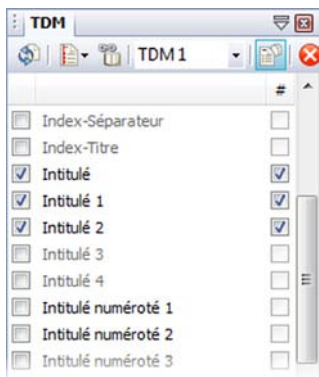 TDM
TDM1
#
Index-Séparateur
Index-Titre
Intitulé
Intitulé 1
Intitulé 2
Intitulé 3
Intitulé 4
Intitulé numéroté 1
Intitulé numéroté 2
Intitulé numéroté 3